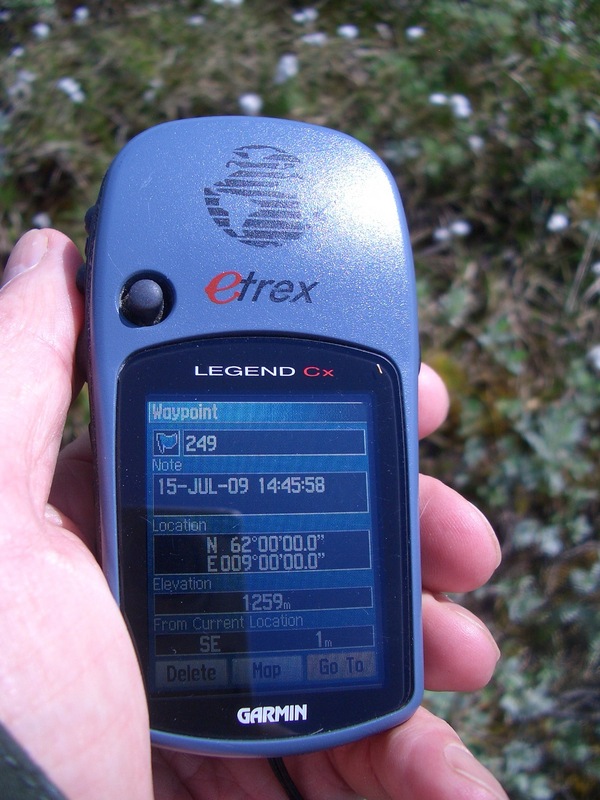 etrex
LEGEND Cx
Waypoint
249
Note
15-JUL-09 14:45:58
Location
N 62°00'00.0"
E009°00'00.0"
Elevation
1259m
From Current Location
SE 1m
Delete Map Go To
GARMIN